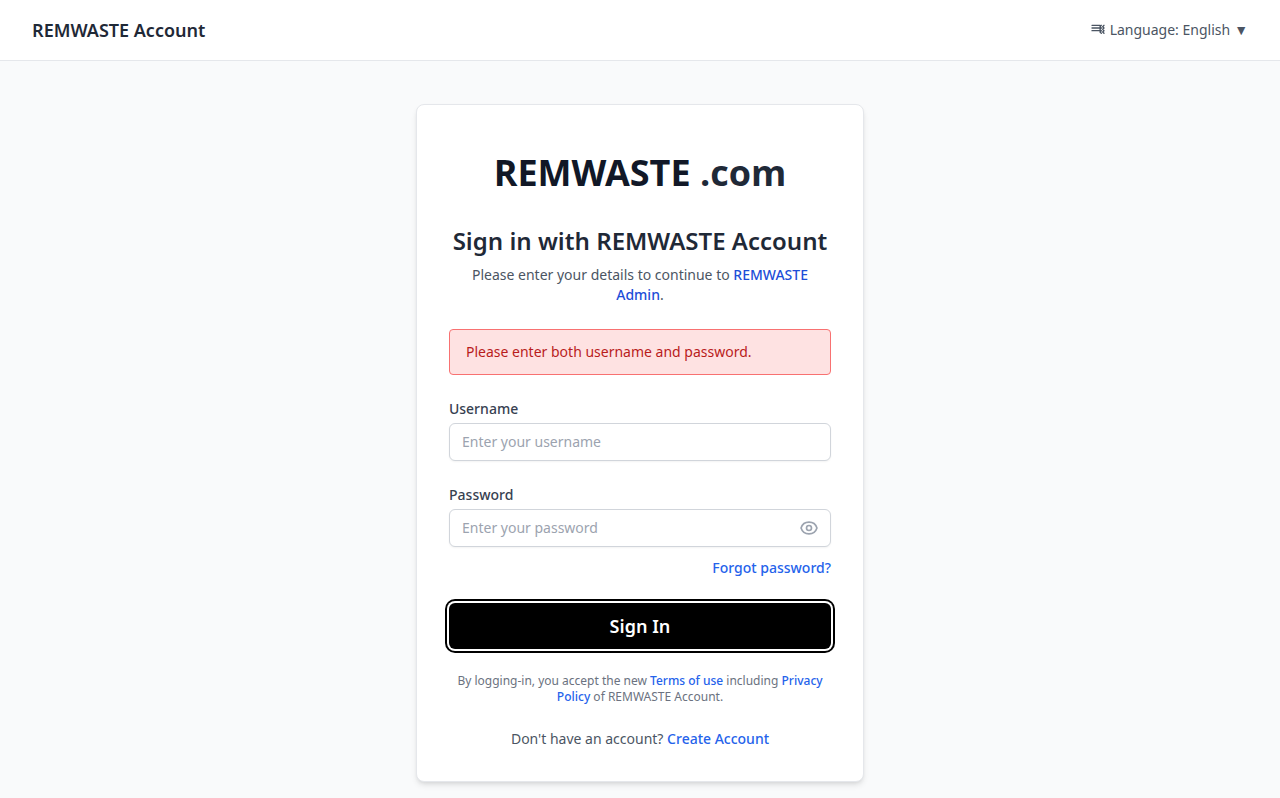 REMWASTE Account
Language: English ▼
REMWASTE .com
Sign in with REMWASTE Account
Please enter your details to continue to REMWASTE
Admin.
Please enter both username and password.
Username
Enter your username
Password
Enter your password
Forgot password?
Sign In
By logging-in, you accept the new Terms of use including Privacy
Policy of REMWASTE Account.
Don't have an account? Create Account